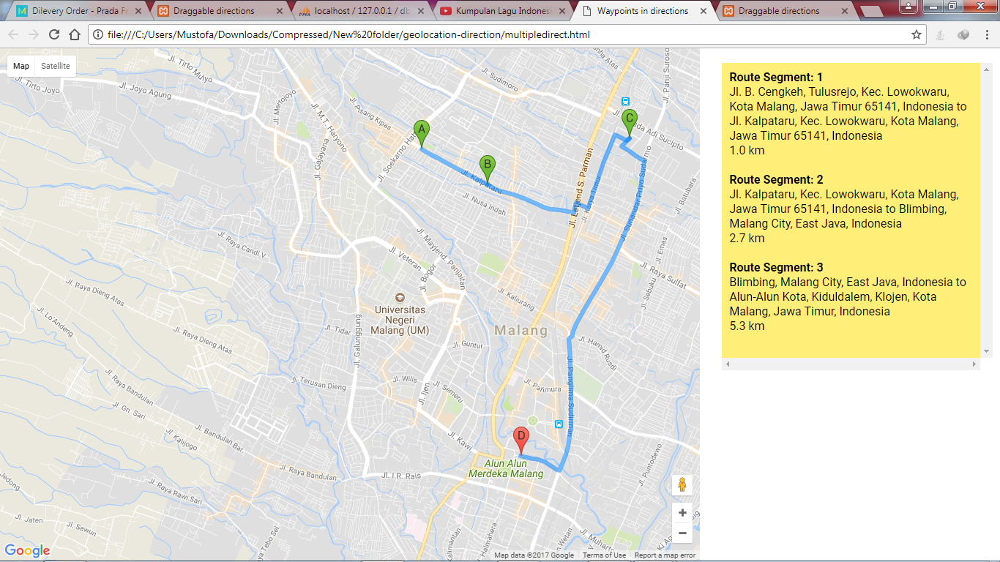 Dilevery Order - Prada Fr
Draggable directions
localhost / 127.0.0.1 / db
Kumpulan Lagu Indones
Waypoints in directions
Draggable directions
file:///C:/Users/Mustofa/Downloads/Compressed/New%20folder/geolocation-direction/multipledirect.html
Map
Satellite
Jl. Tirto Mulyo
Jl. Tirto Joyo
Jl. Joyo Agung
Jl. Mertojoyo
Jl. M.T. Haryono
Jl. Gajayana
Jl. Asang Kipas
Jl. Soekarno Hat
Jl. Sudimoro
Jl. Panji Suroso
eda Adi Sucipto
A
B
C
Jl. Kalpataru
Jl. Nusa Indah
Jl. Letjend S. Parman
Jl. Karya Timur
Jl. Sunandar Priyo Sudarmo
Jl. Batubara
Jl. Emas
Jl. Raya Sulfat
Jl. Sebuku
Jl. Raya Candi V
Jl. Mayjend. Panjaitan
Jl. Veteran
Jl. Bogor
Jl. Kaliurang
Jl. Raya Dieng Atas
Jl. Lo'Andeng
Jl. Raya Dieng Atas
Universitas
Negeri
Malang (UM)
Malang
Jl. Tidar
Jl. Galunggung
Jl. Guntur
Jl. Hamid Rusdi
Jl. Raya Bandulan
Jl. Terusan Dieng
Jl. Wilis
Jl. Semeru
Jl. Ijen
Jl. Panglima Sudirman
Jl. Gn. Sari
Jl. Bandulan Bar.
Jl. Kalijogo
Jl. Kawi
D
Alun Alun
Merdeka Malang
Jl. Puntodewo
Jl. Raya Bandulan
Jl. I.R. Rais
Jedong
Jl. Raya Rawi Sari
Jl. Jaten
Jl. Sawun
Malmahera
Jl. Muharto
Google
Map data ©2017 Google
Terms of Use
Report a map error
Route Segment: 1
Jl. B. Cengkeh, Tulusrejo, Kec. Lowokwaru,
Kota Malang, Jawa Timur 65141, Indonesia to
Jl. Kalpataru, Kec. Lowokwaru, Kota Malang,
Jawa Timur 65141, Indonesia
1.0 km
Route Segment: 2
Jl. Kalpataru, Kec. Lowokwaru, Kota Malang,
Jawa Timur 65141, Indonesia to Blimbing,
Malang City, East Java, Indonesia
2.7 km
Route Segment: 3
Blimbing, Malang City, East Java, Indonesia to
Alun-Alun Kota, Kiduldalem, Klojen, Kota
Malang, Jawa Timur, Indonesia
5.3 km